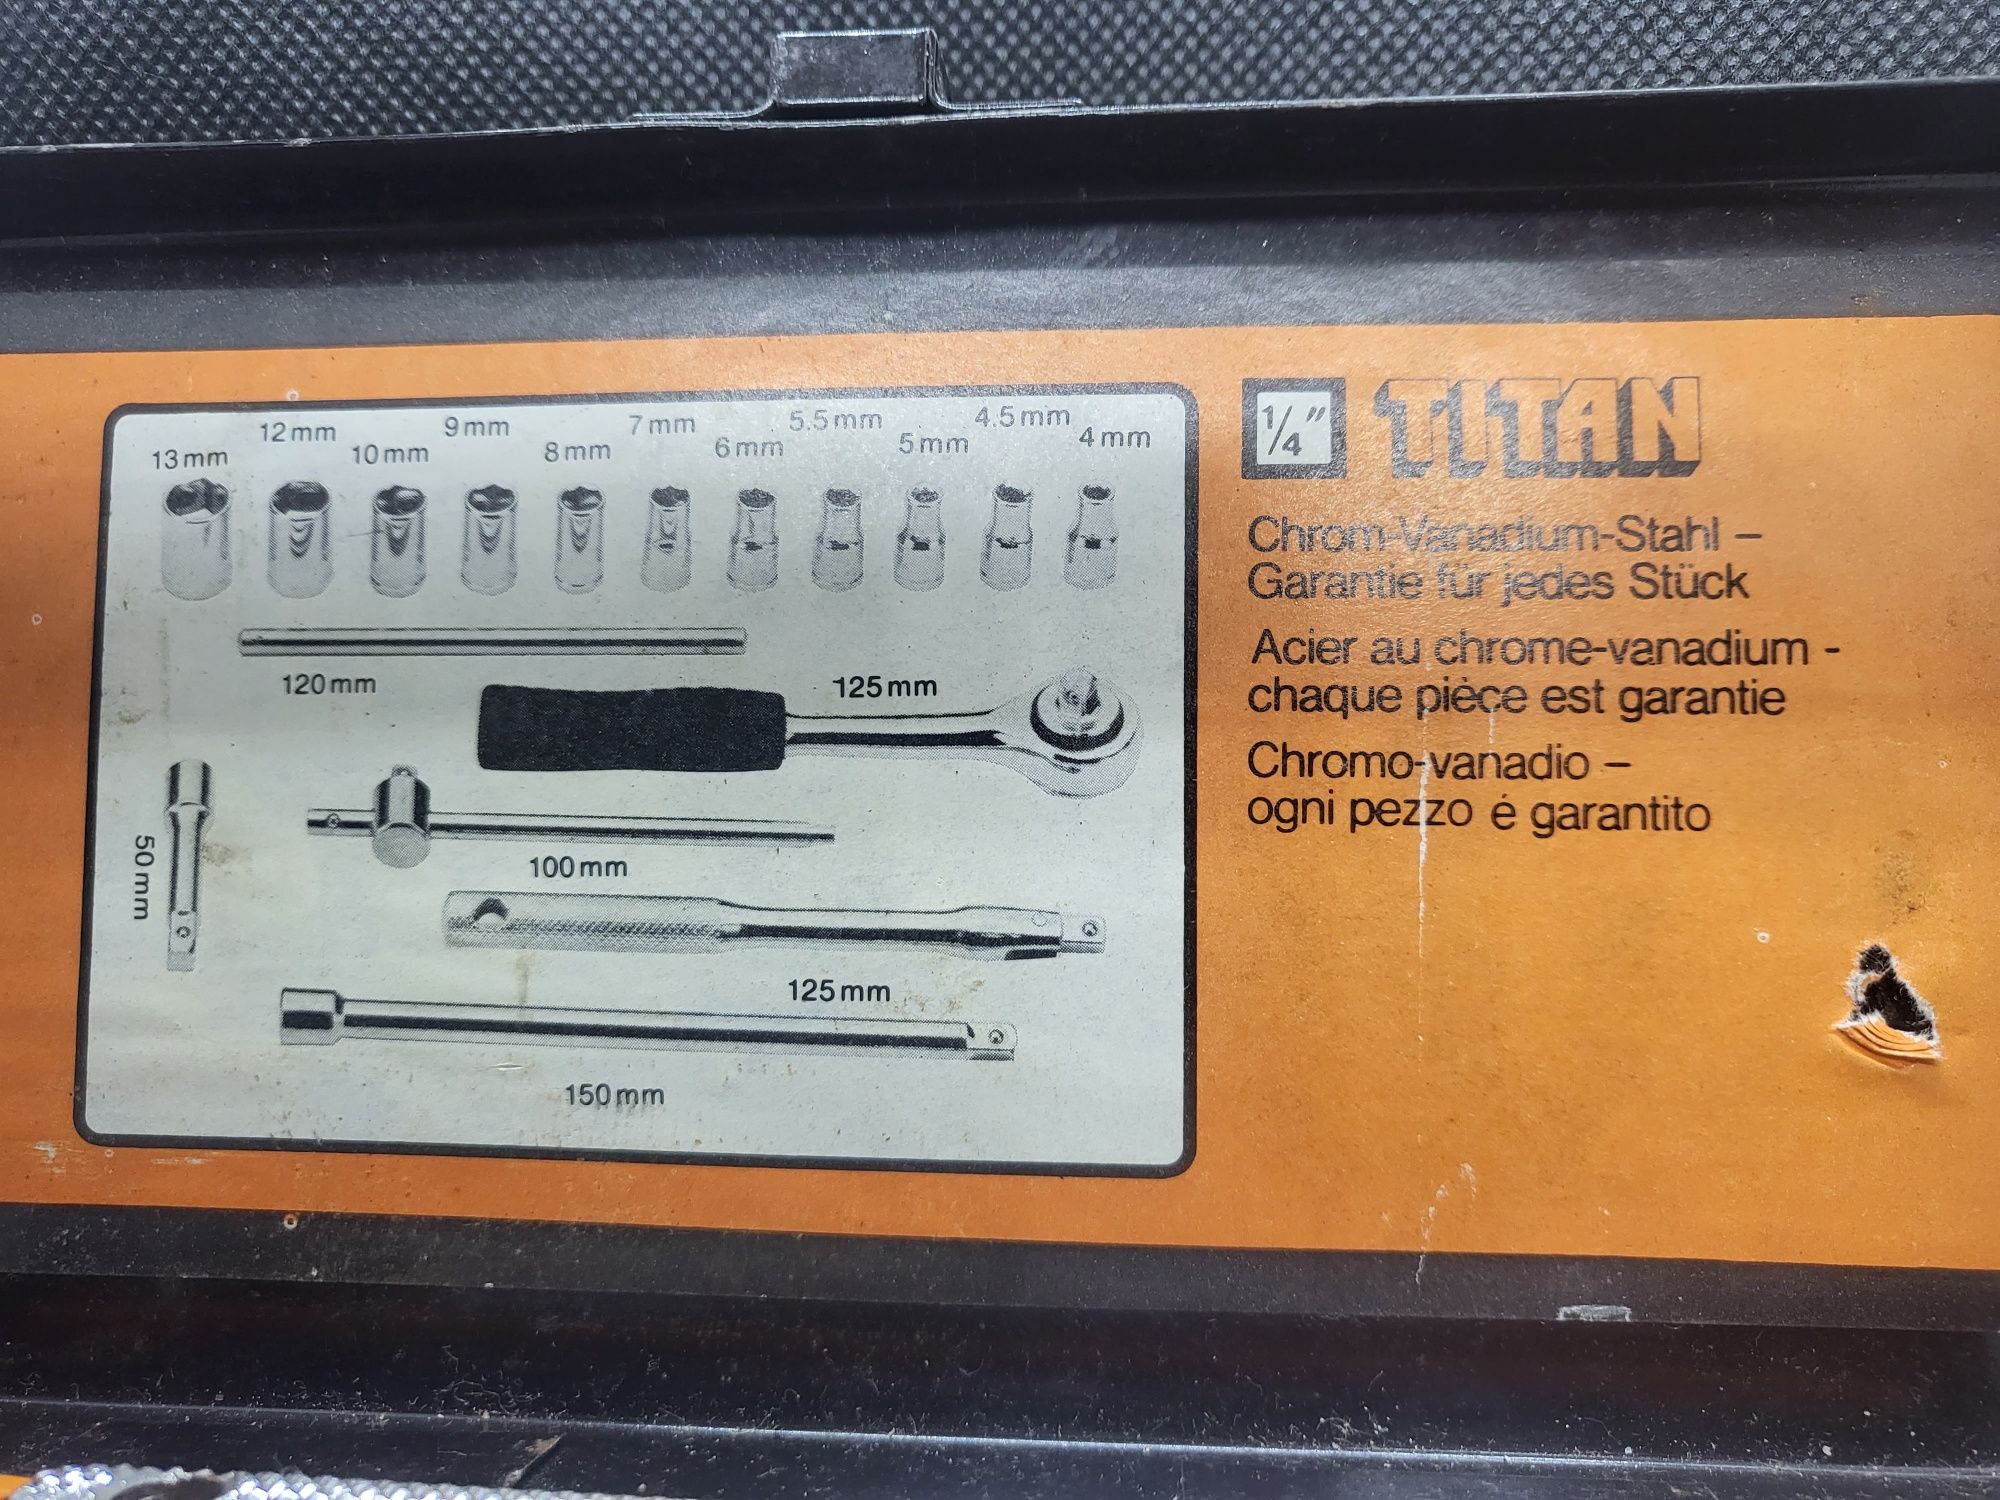 13mm
12mm
10mm
9mm
8mm
7mm
6mm
5.5mm
5mm
4.5mm
4mm
120mm
125mm
50mm
100mm
125mm
150mm
1/4" TITAN
Chrom-Vanadium-Stahl –
Garantie für jedes Stück
Acier au chrome-vanadium -
chaque pièce est garantie
Chromo-vanadio –
ogni pezzo é garantito